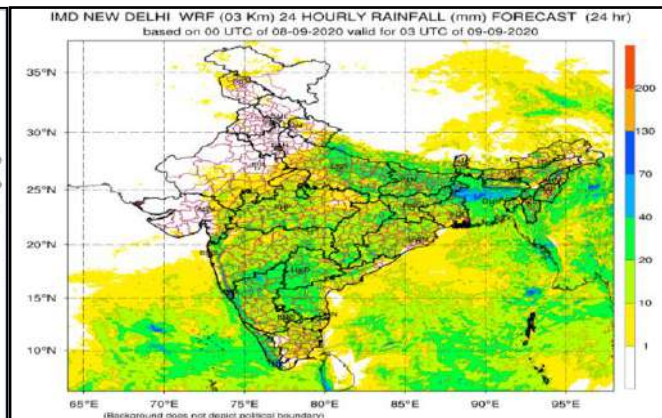 IMD NEW DELHI WRF (03 Km) 24 HOURLY RAINFALL (mm) FORECAST (24 hr)
based on 00 UTC of 08-09-2020 valid for 03 UTC of 09-09-2020
35°N
30°N
25°N
20°N
15°N
10°N
65°E 70°E 75°E 80°E 85°E 90°E 95°E
200
130
70
40
20
10
1
(Background does not depict political boundary)